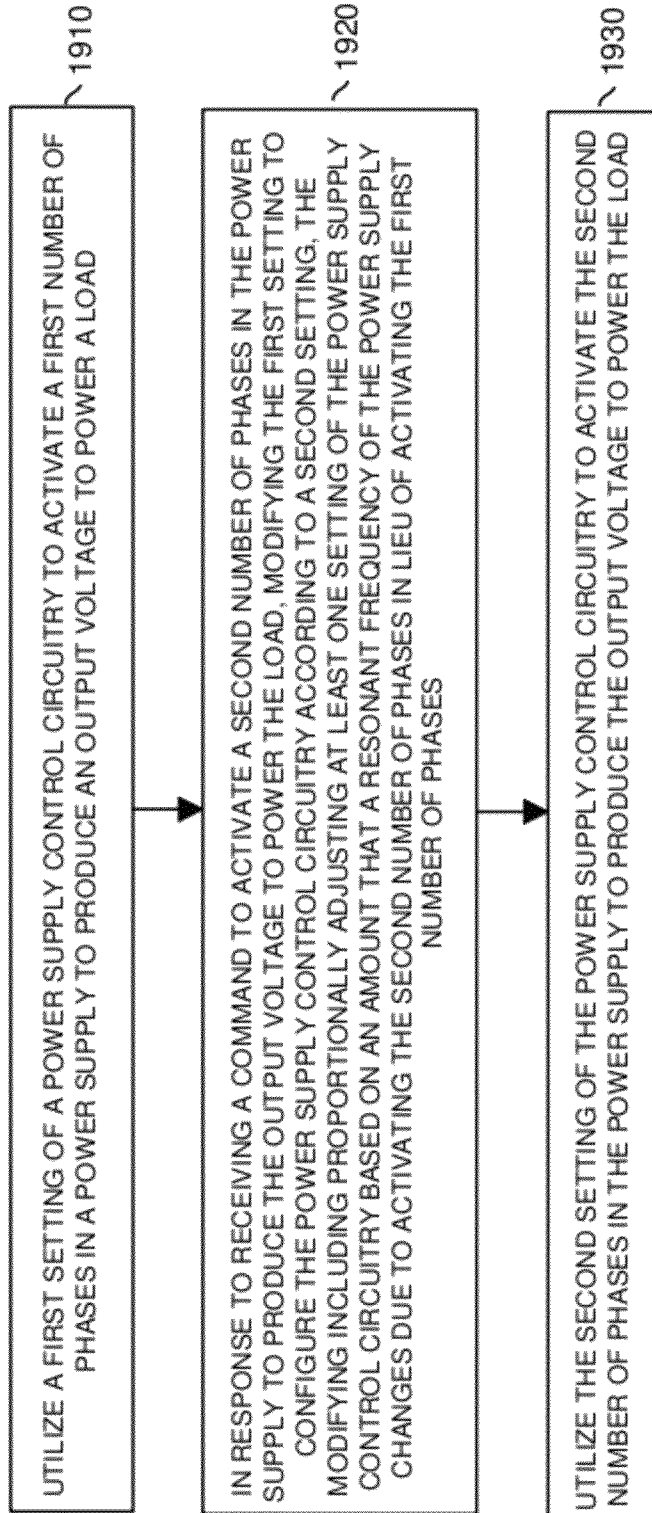 UTILIZE A FIRST SETTING OF A POWER SUPPLY CONTROL CIRCUITRY TO ACTIVATE A FIRST NUMBER OF
PHASES IN A POWER SUPPLY TO PRODUCE AN OUTPUT VOLTAGE TO POWER A LOAD
1910
IN RESPONSE TO RECEIVING A COMMAND TO ACTIVATE A SECOND NUMBER OF PHASES IN THE POWER
SUPPLY TO PRODUCE THE OUTPUT VOLTAGE TO POWER THE LOAD, MODIFYING THE FIRST SETTING TO
CONFIGURE THE POWER SUPPLY CONTROL CIRCUITRY ACCORDING TO A SECOND SETTING, THE
MODIFYING INCLUDING PROPORTIONALLY ADJUSTING AT LEAST ONE SETTING OF THE POWER SUPPLY
CONTROL CIRCUITRY BASED ON AN AMOUNT THAT A RESONANT FREQUENCY OF THE POWER SUPPLY
CHANGES DUE TO ACTIVATING THE SECOND NUMBER OF PHASES IN LIEU OF ACTIVATING THE FIRST
NUMBER OF PHASES
1920
UTILIZE THE SECOND SETTING OF THE POWER SUPPLY CONTROL CIRCUITRY TO ACTIVATE THE SECOND
NUMBER OF PHASES IN THE POWER SUPPLY TO PRODUCE THE OUTPUT VOLTAGE TO POWER THE LOAD
1930